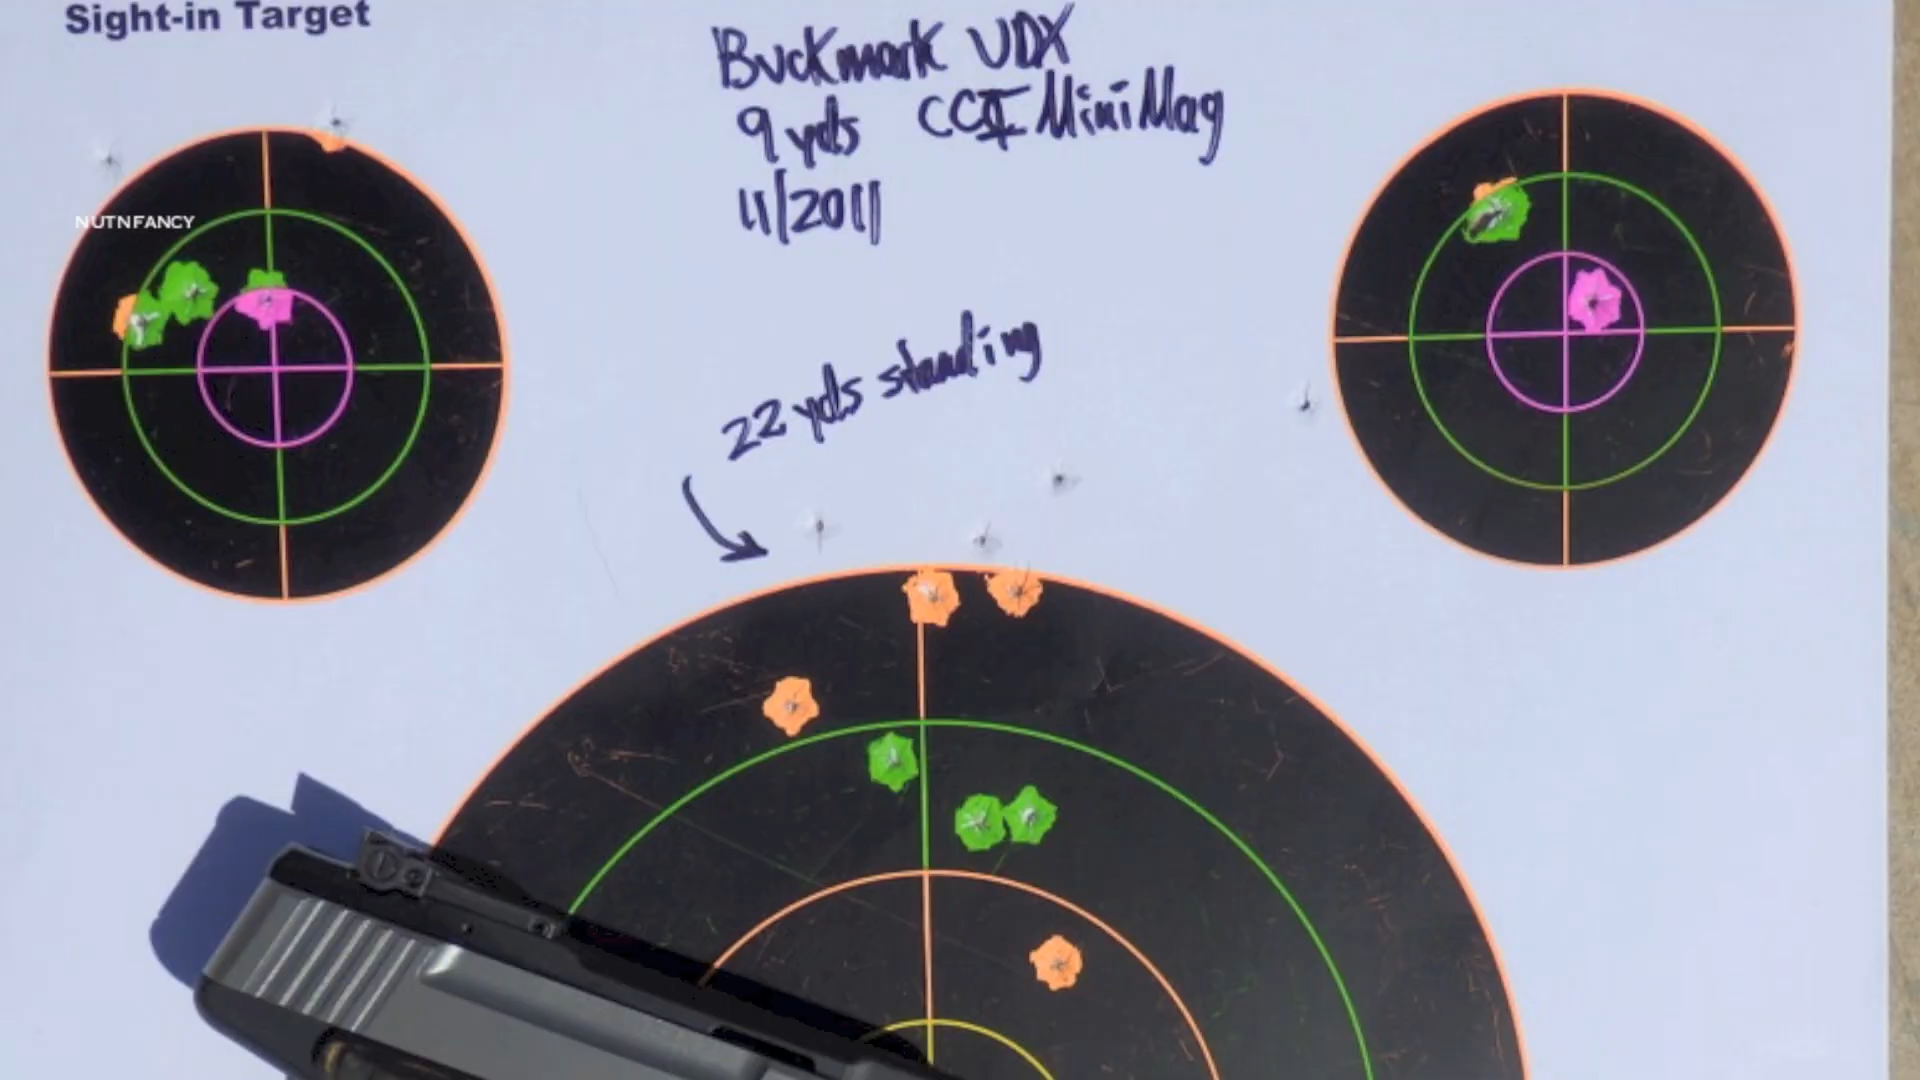 Sight-in Target
Buckmark UDX
9 yds CCI MiniMag
11/2011
NUTNFANCY
22 yds standing